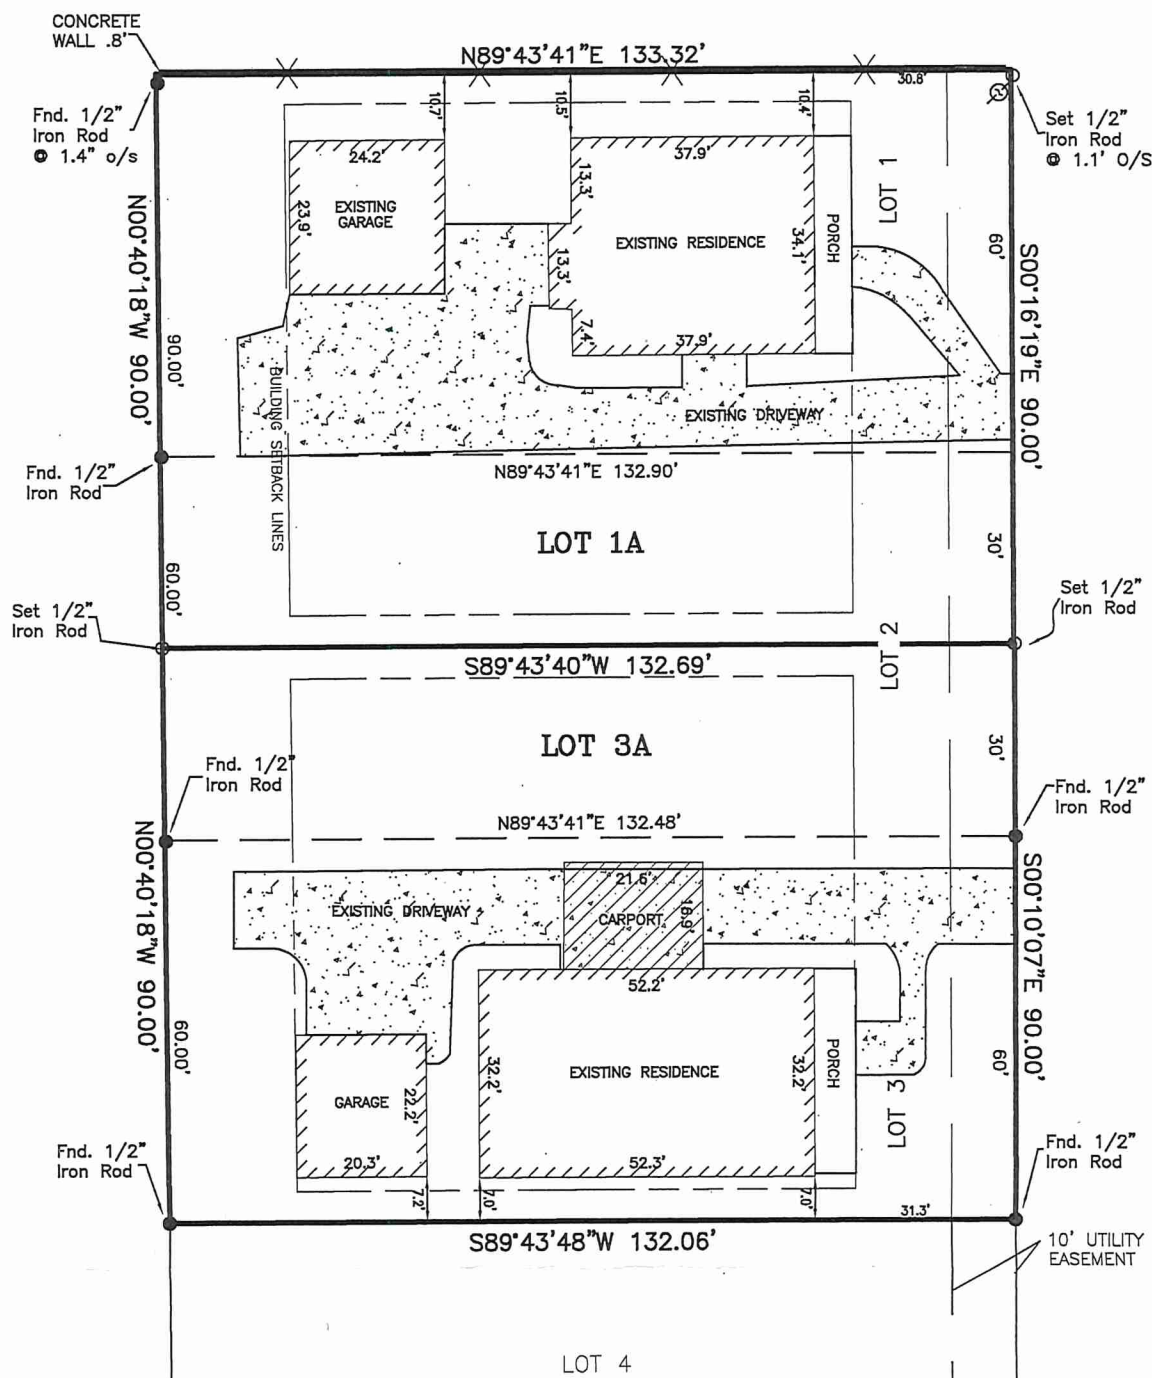 CONCRETE
WALL .8'
N89°43'41"E 133.32'
30.8'
Fnd. 1/2"
Iron Rod
@ 1.4" o/s
Set 1/2"
Iron Rod
@ 1.1' O/S
10.7'
10.5'
10.4'
24.2'
37.9'
13.3'
23.9'
EXISTING
GARAGE
EXISTING RESIDENCE
34.1'
PORCH
LOT 1
60'
N00°40'18"W 90.00'
S00°16'19"E 90.00'
13.3'
7.4'
37.9'
90.00'
BUILDING SETBACK LINES
EXISTING DRIVEWAY
Fnd. 1/2"
Iron Rod
N89°43'41"E 132.90'
LOT 1A
30'
60.00'
Set 1/2"
Iron Rod
Set 1/2"
Iron Rod
LOT 2
S89°43'40"W 132.69'
LOT 3A
30'
Fnd. 1/2"
Iron Rod
Fnd. 1/2"
Iron Rod
N89°43'41"E 132.48'
N00°40'18"W 90.00'
S00°10'07"E 90.00'
21.6'
EXISTING DRIVEWAY
CARPORT
16.9'
52.2'
60.00'
60'
32.2'
EXISTING RESIDENCE
32.2'
PORCH
GARAGE
22.2'
LOT 3
Fnd. 1/2"
Iron Rod
Fnd. 1/2"
Iron Rod
20.3'
52.3'
7.2'
7.0'
7.0'
31.3'
S89°43'48"W 132.06'
10' UTILITY
EASEMENT
LOT 4